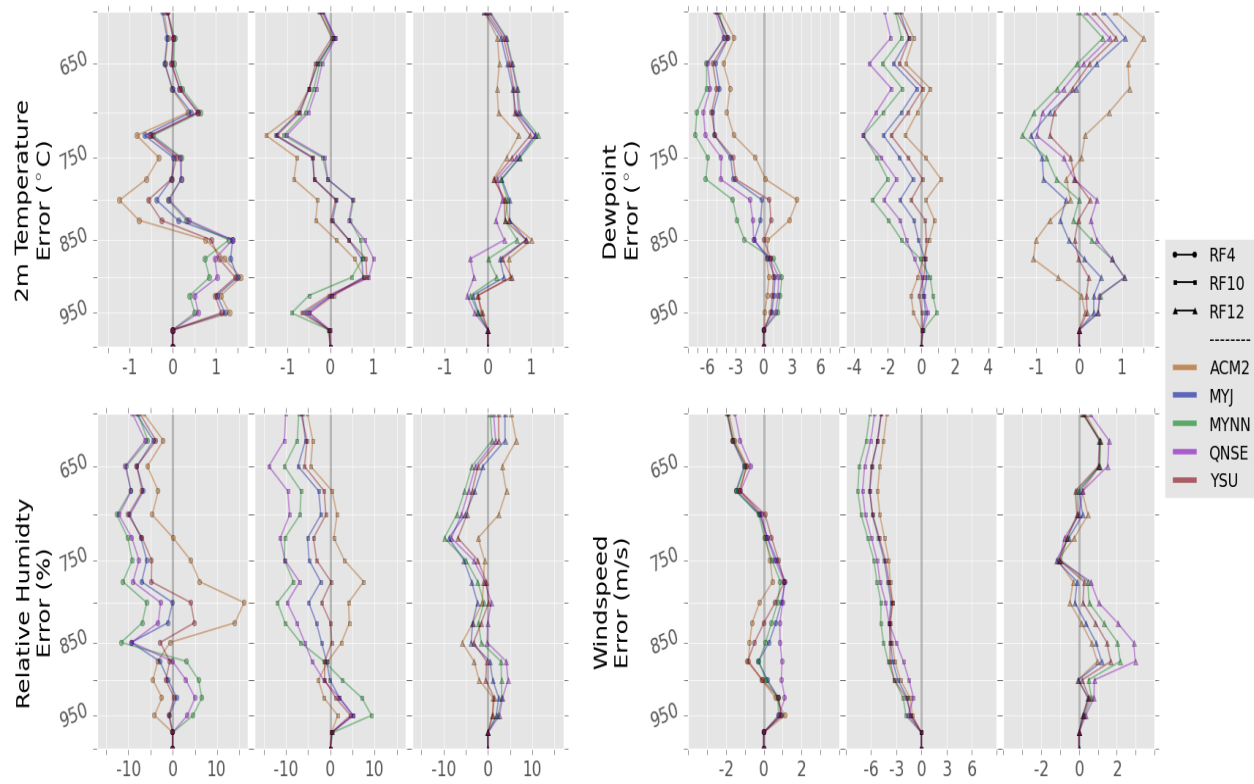 2m Temperature
Error (°C)
650
750
850
950
-1 0 1
-1 0 1
-1 0 1
Dewpoint
Error (°C)
650
750
850
950
-6 -3 0 3 6
-4 -2 0 2 4
-1 0 1
RF4
RF10
RF12
--------
ACM2
MYJ
MYNN
QNSE
YSU
Relative Humidty
Error (%)
650
750
850
950
-10 0 10
-10 0 10
-10 0 10
Windspeed
Error (m/s)
650
750
850
950
-2 0 2
-6 -3 0 3 6
-2 0 2